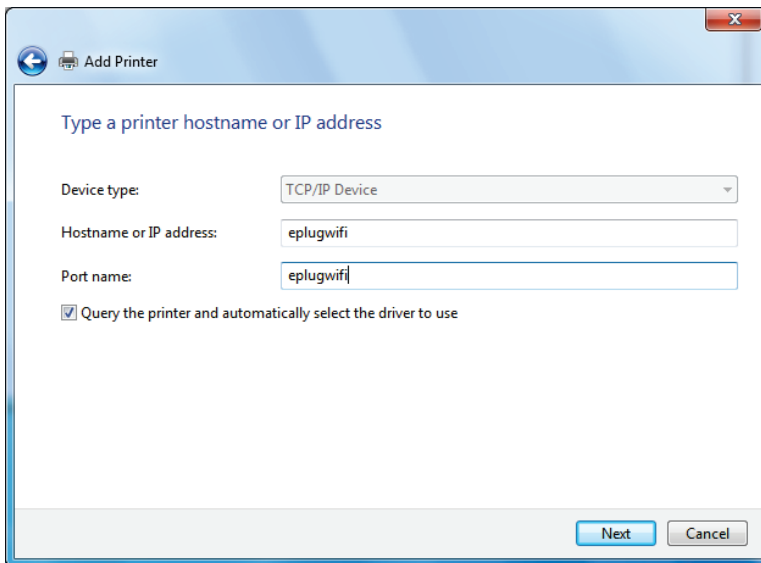 Add Printer
Type a printer hostname or IP address
Device type: TCP/IP Device
Hostname or IP address: eplugwifi
Port name: eplugwifi
Query the printer and automatically select the driver to use
Next Cancel